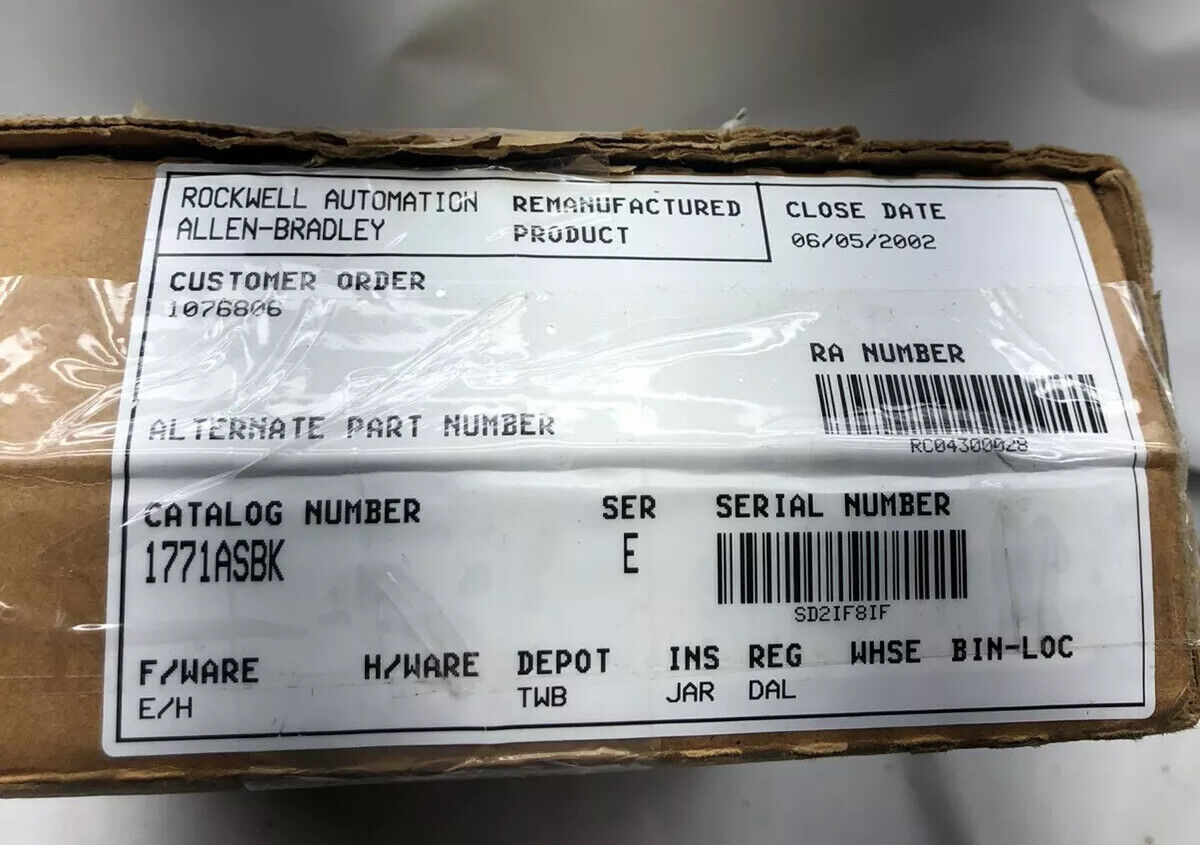 ROCKWELL AUTOMATION
ALLEN-BRADLEY
REMANUFACTURED
PRODUCT
CLOSE DATE
06/05/2002
CUSTOMER ORDER
1076806
RA NUMBER
RC04300028
ALTERNATE PART NUMBER
CATALOG NUMBER
1771ASBK
SER
E
SERIAL NUMBER
SD2IF8IF
F/WARE
E/H
H/WARE
DEPOT
TWB
INS
JAR
REG
DAL
WHSE
BIN-LOC